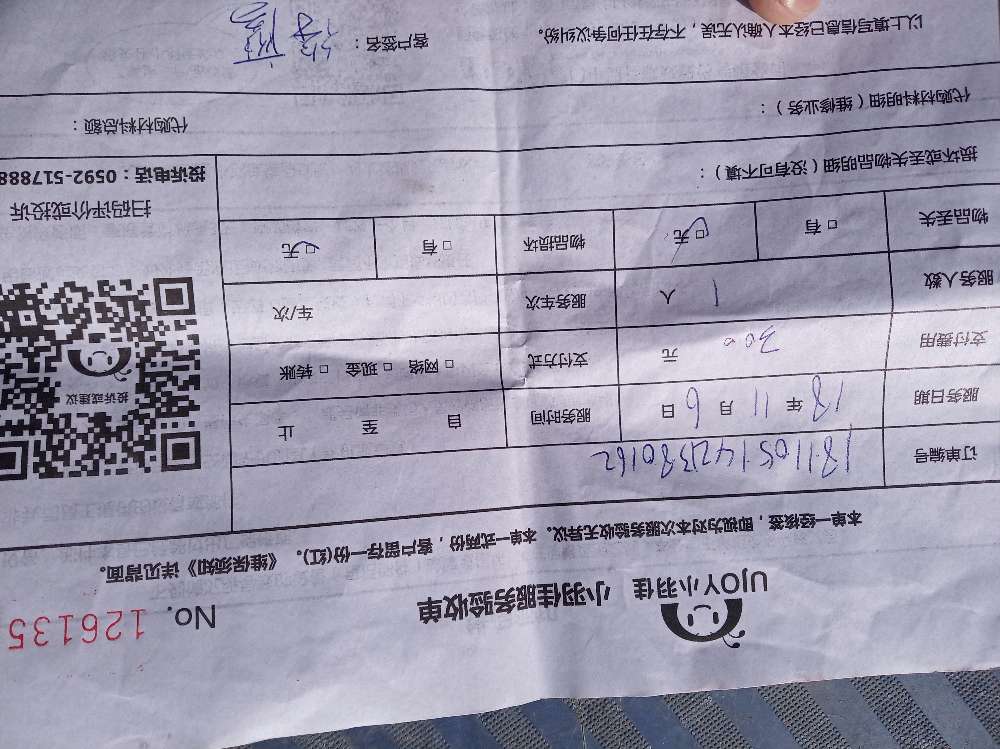 UJOY小羽佳 小羽佳服务验收单 No. 126135
本单一经核签,即视为对本次服务验收无异议。本单一式两份,客户留存一份(红)。《维保须知》详见背面。
订单编号 1811051421380162
服务日期 18 年 11 月 6 日 服务时间 自 至 止
支付费用 300 元 支付方式 □ 网络 □ 现金 □ 转账
服务人数 1 人 服务车次 车/次
物品丢失 □ 有 □ 无 物品损坏 □ 有 □ 无
投诉或建议
扫码评价或投诉
投诉电话:0592-517888
损坏或丢失物品明细(没有可不填):
代购材料明细(维修业务): 代购材料总额:
以上填写信息已经本人确认无误,不存在任何争议纠纷。 客户签名: